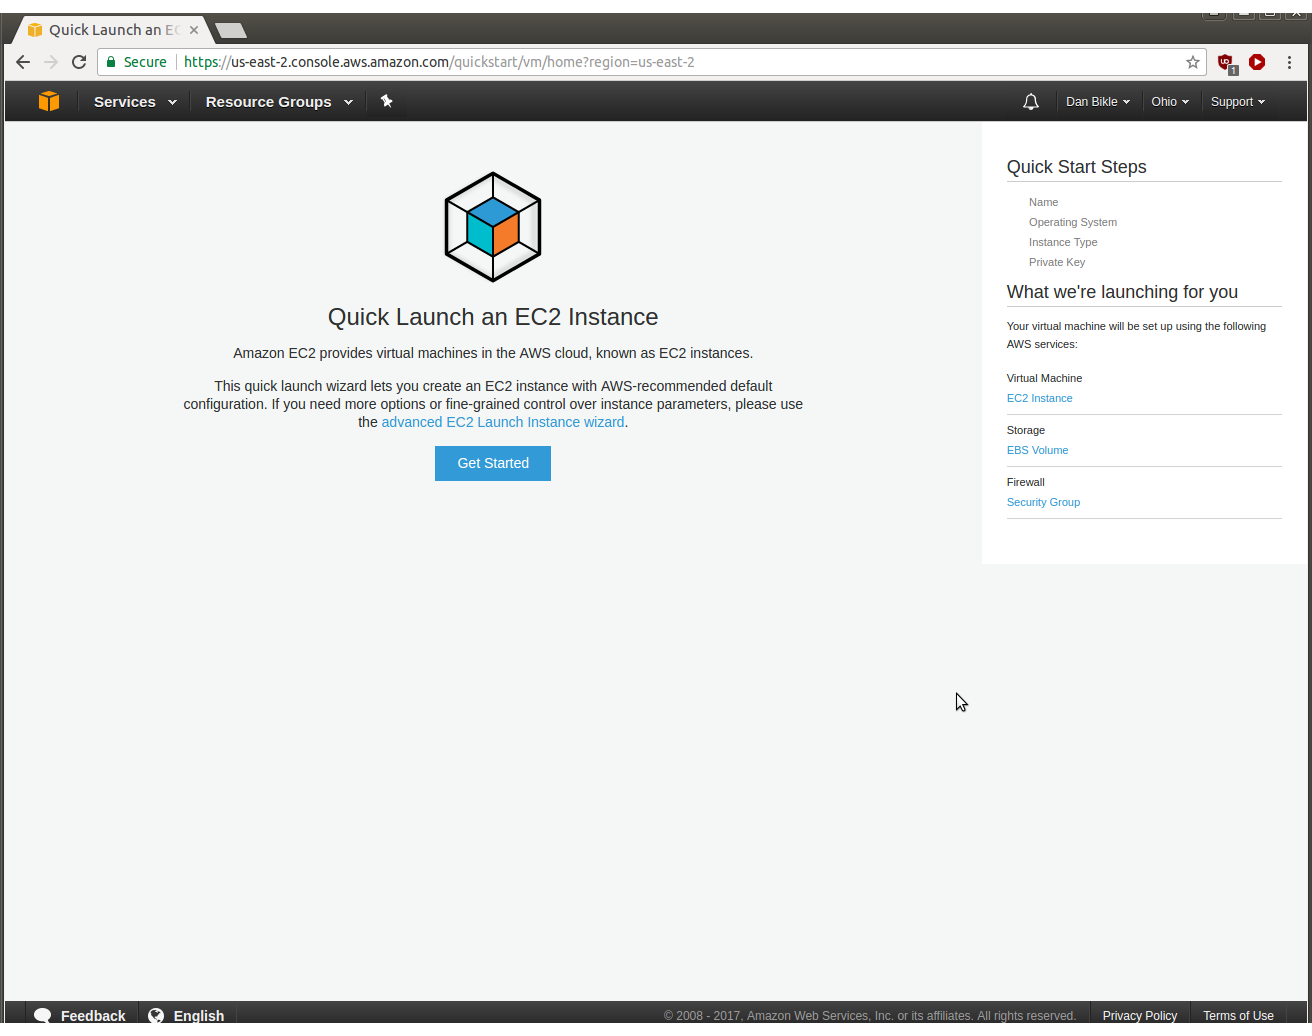 Quick Launch an EC
Secure https://us-east-2.console.aws.amazon.com/quickstart/vm/home?region=us-east-2
1
Services Resource Groups Dan Bikle Ohio Support
Quick Launch an EC2 Instance
Amazon EC2 provides virtual machines in the AWS cloud, known as EC2 instances.
This quick launch wizard lets you create an EC2 instance with AWS-recommended default
configuration. If you need more options or fine-grained control over instance parameters, please use
the advanced EC2 Launch Instance wizard.
Get Started
Quick Start Steps
Name
Operating System
Instance Type
Private Key
What we're launching for you
Your virtual machine will be set up using the following
AWS services:
Virtual Machine
EC2 Instance
Storage
EBS Volume
Firewall
Security Group
Feedback English © 2008 - 2017, Amazon Web Services, Inc. or its affiliates. All rights reserved. Privacy Policy Terms of Use